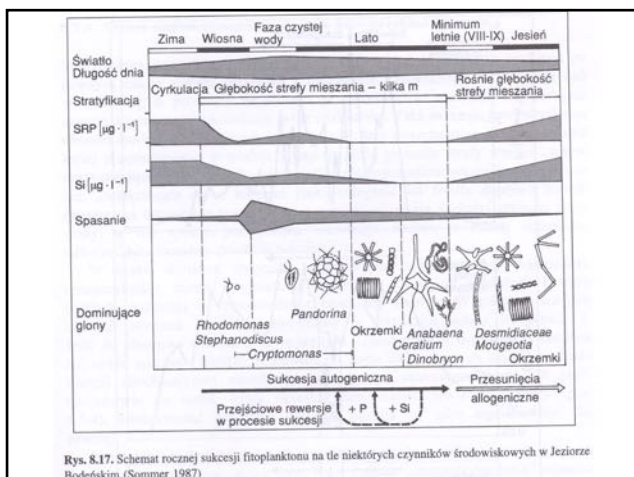 Zima Wiosna Faza czystej wody Lato Minimum letnie (VIII-IX) Jesień
Światło
Długość dnia
Cyrkulacja Głębokość strefy mieszania – kilka m Rośnie głębokość strefy mieszania
Stratyfikacja
SRP [µg · l⁻¹]
Si [µg · l⁻¹]
Spasanie
Dominujące glony
Pandorina
Rhodomonas Okrzemki Anabaena Desmidiaceae
Stephanodiscus Ceratium Mougeotia
Cryptomonas Dinobryon Okrzemki
Sukcesja autogeniczna Przesunięcia allogeniczne
Przejściowe rewersje w procesie sukcesji + P + Si
Rys. 8.17. Schemat rocznej sukcesji fitoplanktonu na tle niektórych czynników środowiskowych w Jeziorze
Bodeńskim (Sommer 1987)